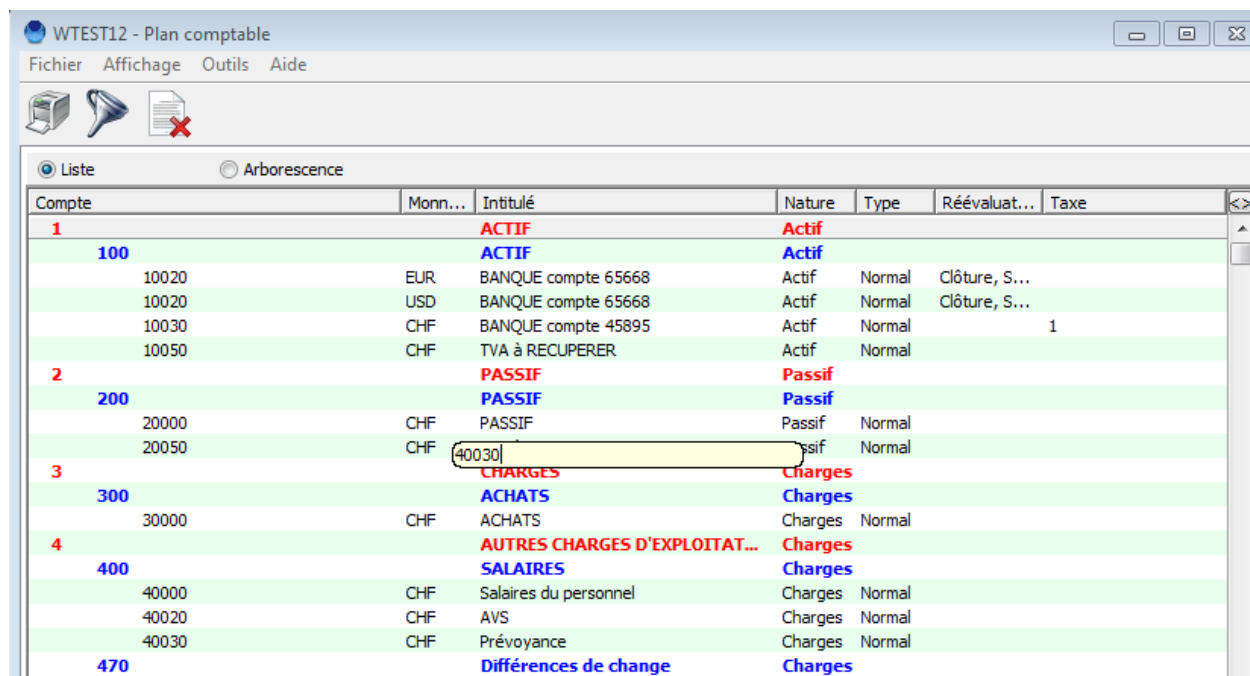 WTEST12 - Plan comptable
Fichier Affichage Outils Aide
Liste Arborescence
Compte Monn... Intitulé Nature Type Réévaluat... Taxe <>
1 ACTIF Actif
100 ACTIF Actif
10020 EUR BANQUE compte 65668 Actif Normal Clôture, S...
10020 USD BANQUE compte 65668 Actif Normal Clôture, S...
10030 CHF BANQUE compte 45895 Actif Normal 1
10050 CHF TVA à RECUPERER Actif Normal
2 PASSIF Passif
200 PASSIF Passif
20000 CHF PASSIF Passif Normal
20050 CHF Normal
40030
3 CHARGES Charges
300 ACHATS Charges
30000 CHF ACHATS Charges Normal
4 AUTRES CHARGES D'EXPLOITAT... Charges
400 SALAIRES Charges
40000 CHF Salaires du personnel Charges Normal
40020 CHF AVS Charges Normal
40030 CHF Prévoyance Charges Normal
470 Différences de change Charges